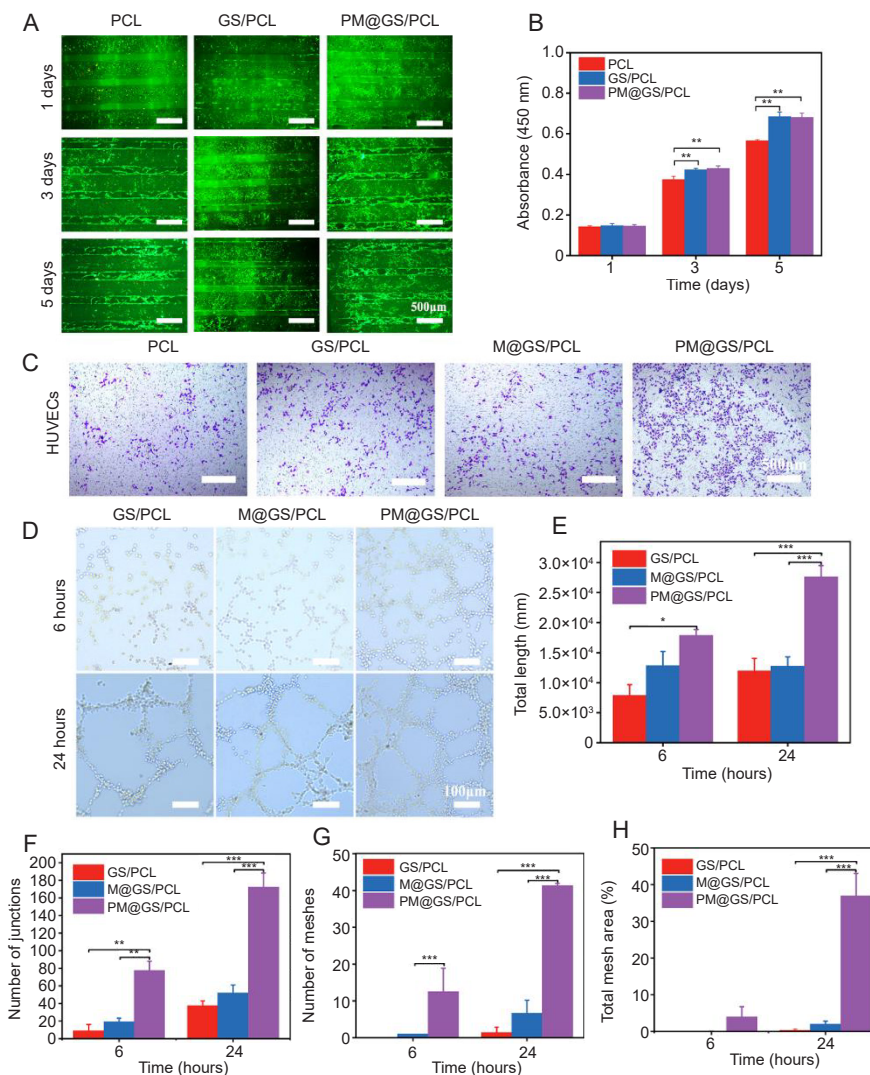 A
PCL
GS/PCL
PM@GS/PCL
1 days
3 days
5 days
500μm
B
Absorbance (450 nm)
1.0
0.8
0.6
0.4
0.2
0
PCL
GS/PCL
PM@GS/PCL
**
**
**
**
1
3
5
Time (days)
C
PCL
GS/PCL
M@GS/PCL
PM@GS/PCL
HUVECs
500μm
D
GS/PCL
M@GS/PCL
PM@GS/PCL
6 hours
24 hours
100μm
E
Total length (mm)
3.0×10⁴
2.5×10⁴
2.0×10⁴
1.5×10⁴
1.0×10⁴
5.0×10³
0
GS/PCL
M@GS/PCL
PM@GS/PCL
*
***
***
6
24
Time (hours)
F
Number of junctions
200
180
160
140
120
100
80
60
40
20
0
GS/PCL
M@GS/PCL
PM@GS/PCL
**
**
***
***
6
24
Time (hours)
G
Number of meshes
40
30
20
10
0
GS/PCL
M@GS/PCL
PM@GS/PCL
***
***
***
6
24
Time (hours)
H
Total mesh area (%)
50
40
30
20
10
0
GS/PCL
M@GS/PCL
PM@GS/PCL
***
***
6
24
Time (hours)